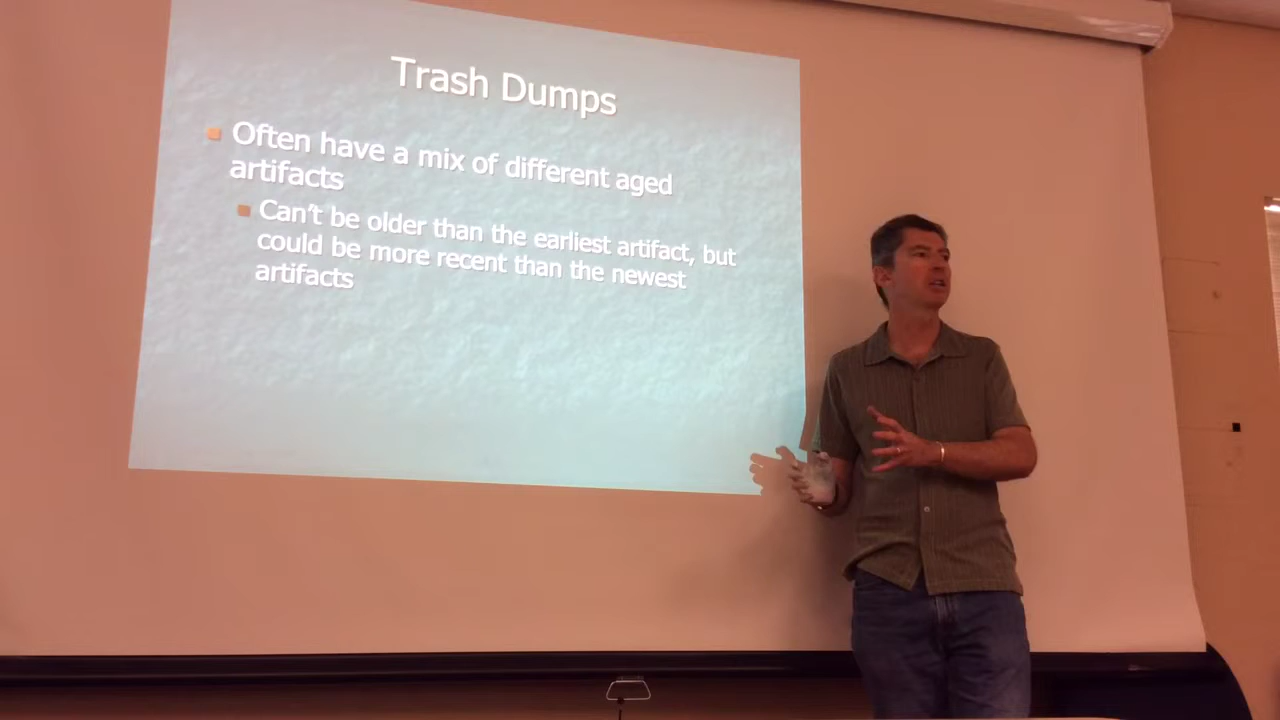 Trash Dumps
Often have a mix of different aged
artifacts
Can't be older than the earliest artifact, but
could be more recent than the newest
artifacts